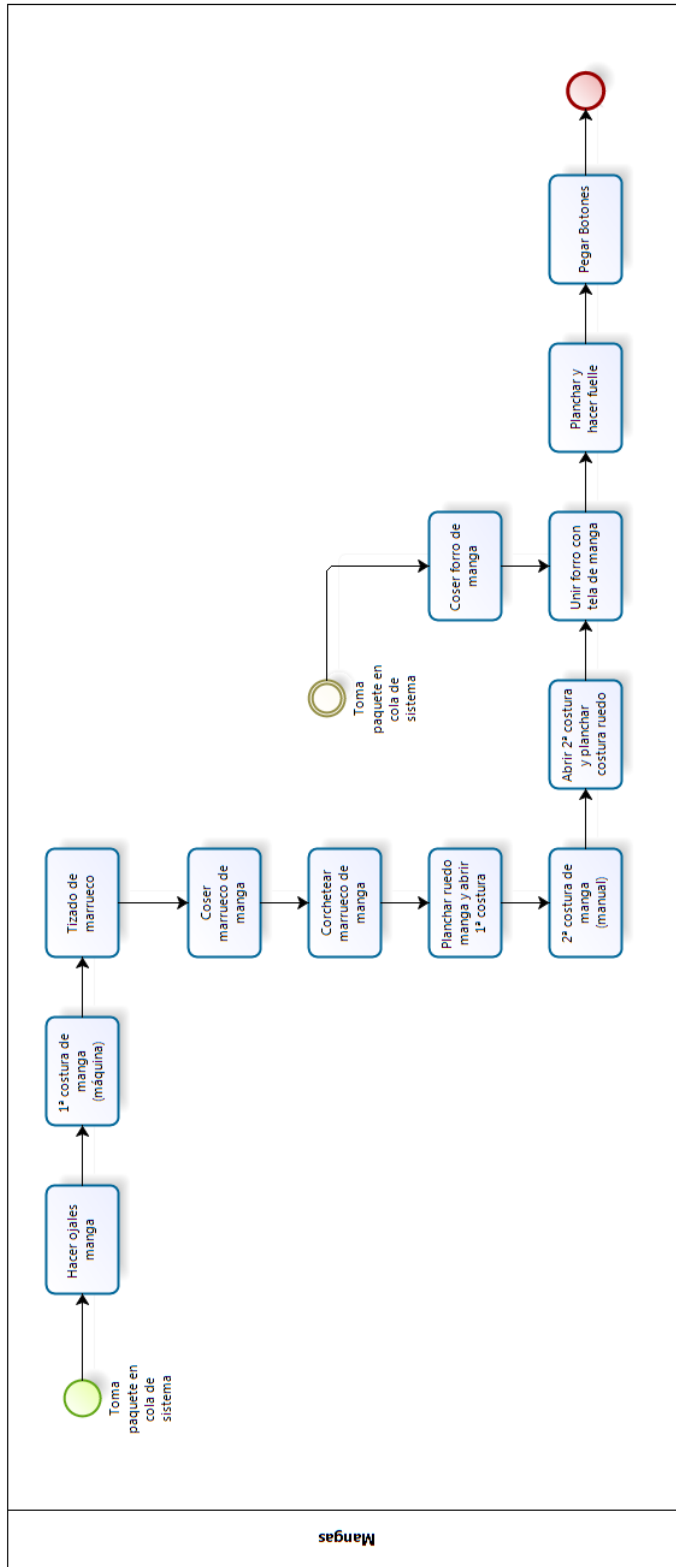 Mangas
Toma
paquete en
cola de
sistema
Hacer ojales
manga
1ª costura de
manga
(máquina)
Tizado de
marrueco
Coser
marrueco de
manga
Corchetear
marrueco de
manga
Planchar ruedo
manga y abrir
1ª costura
2ª costura de
manga
(manual)
Abrir 2ª costura
y planchar
costura ruedo
Toma
paquete en
cola de
sistema
Coser forro de
manga
Unir forro con
tela de manga
Planchar y
hacer fuelle
Pegar Botones